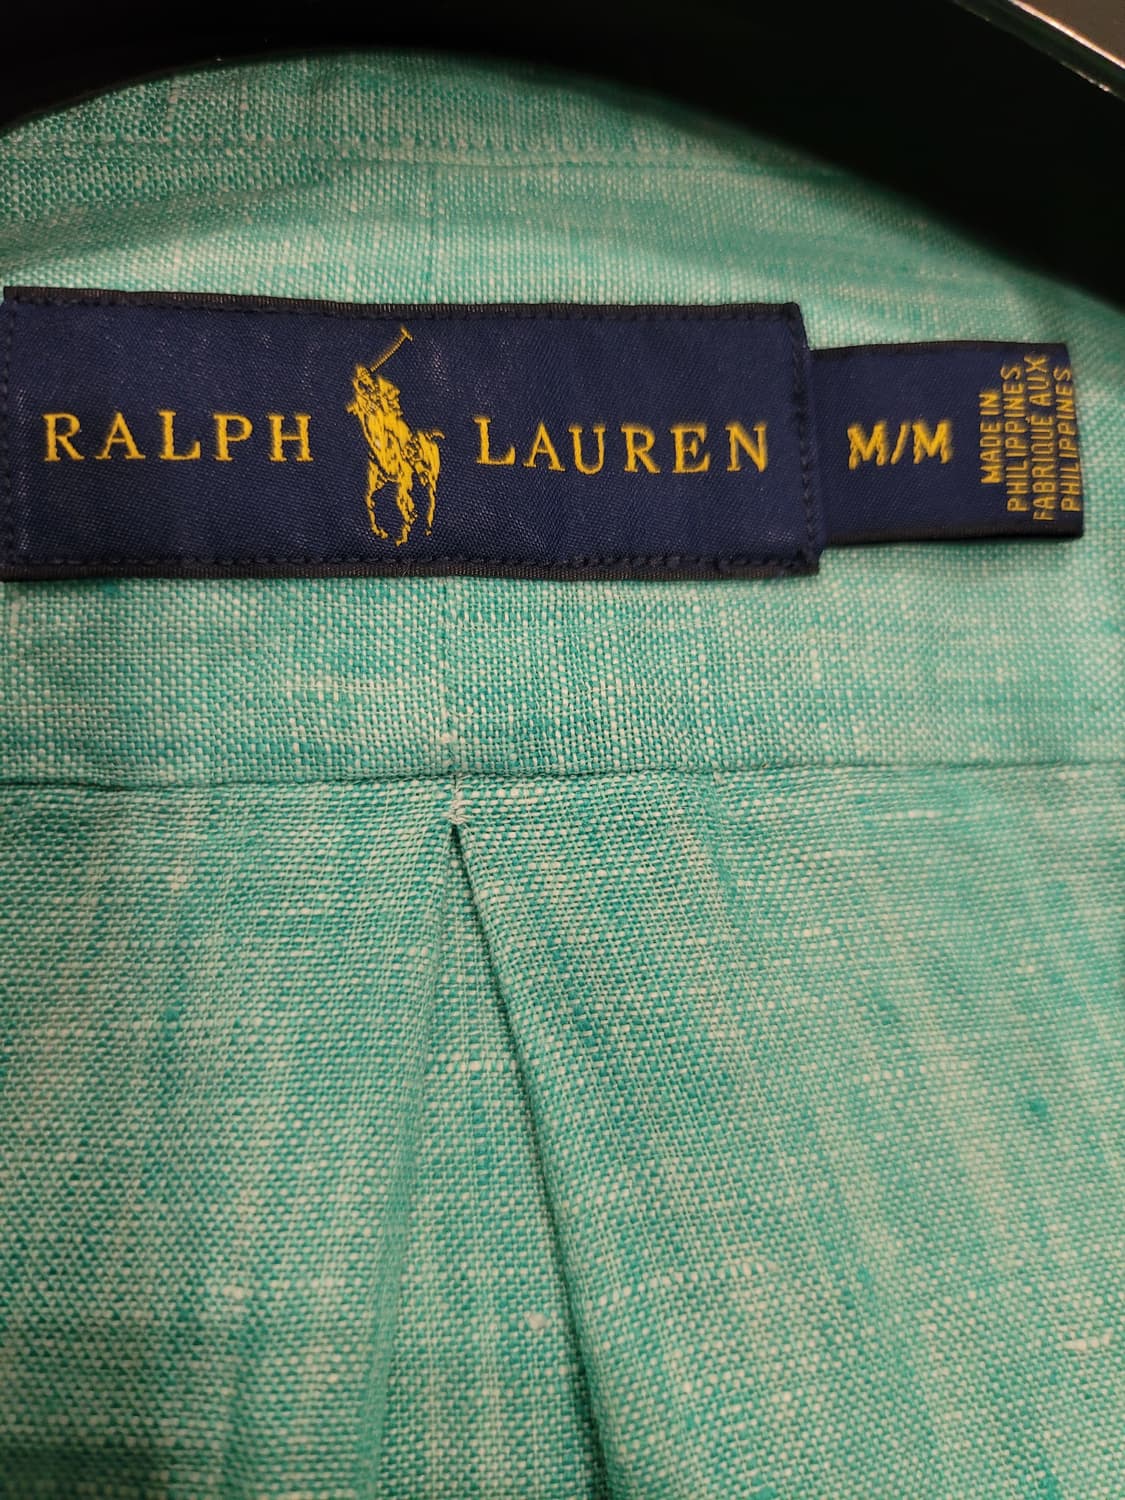 RALPH LAUREN
M/M
MADE IN
PHILIPPINES
FABRIQUÉ AUX
PHILIPPINES